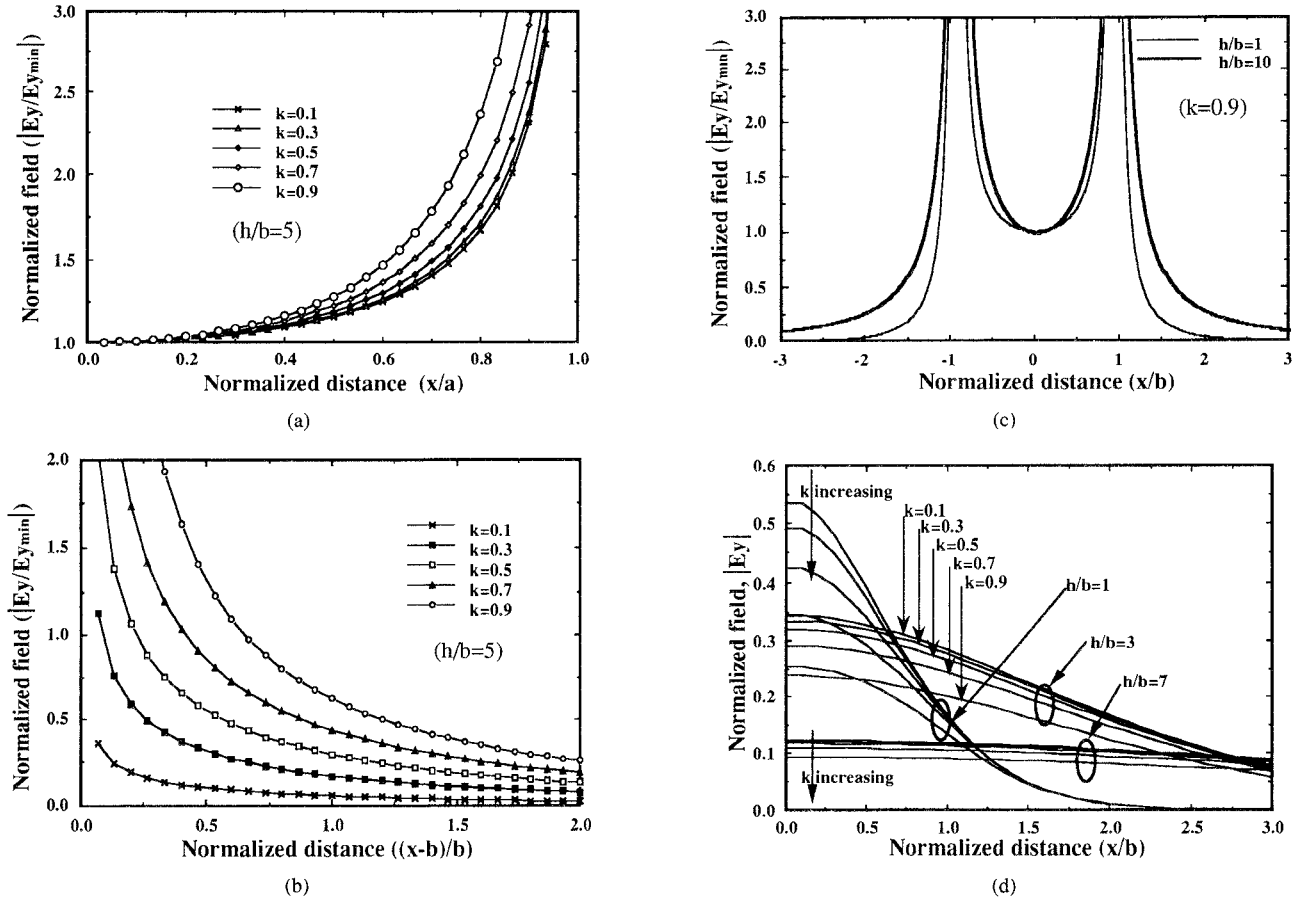 Normalized field (|Ey/Eymin|)
3.0
2.5
2.0
1.5
1.0
k=0.1
k=0.3
k=0.5
k=0.7
k=0.9
(h/b=5)
0.0 0.2 0.4 0.6 0.8 1.0
Normalized distance (x/a)
(a)
Normalized field (|Ey/Eymin|)
2.0
1.5
1.0
0.5
0.0
k=0.1
k=0.3
k=0.5
k=0.7
k=0.9
(h/b=5)
0.0 0.5 1.0 1.5 2.0
Normalized distance ((x-b)/b)
(b)
Normalized field (|Ey/Eymin|)
3.0
2.5
2.0
1.5
1.0
0.5
0.0
h/b=1
h/b=10
(k=0.9)
-3 -2 -1 0 1 2 3
Normalized distance (x/b)
(c)
Normalized field, |Ey|
0.6
0.5
0.4
0.3
0.2
0.1
0.0
k increasing
k=0.1
k=0.3
k=0.5
k=0.7
k=0.9
h/b=1
h/b=3
h/b=7
k increasing
0.0 0.5 1.0 1.5 2.0 2.5 3.0
Normalized distance (x/b)
(d)